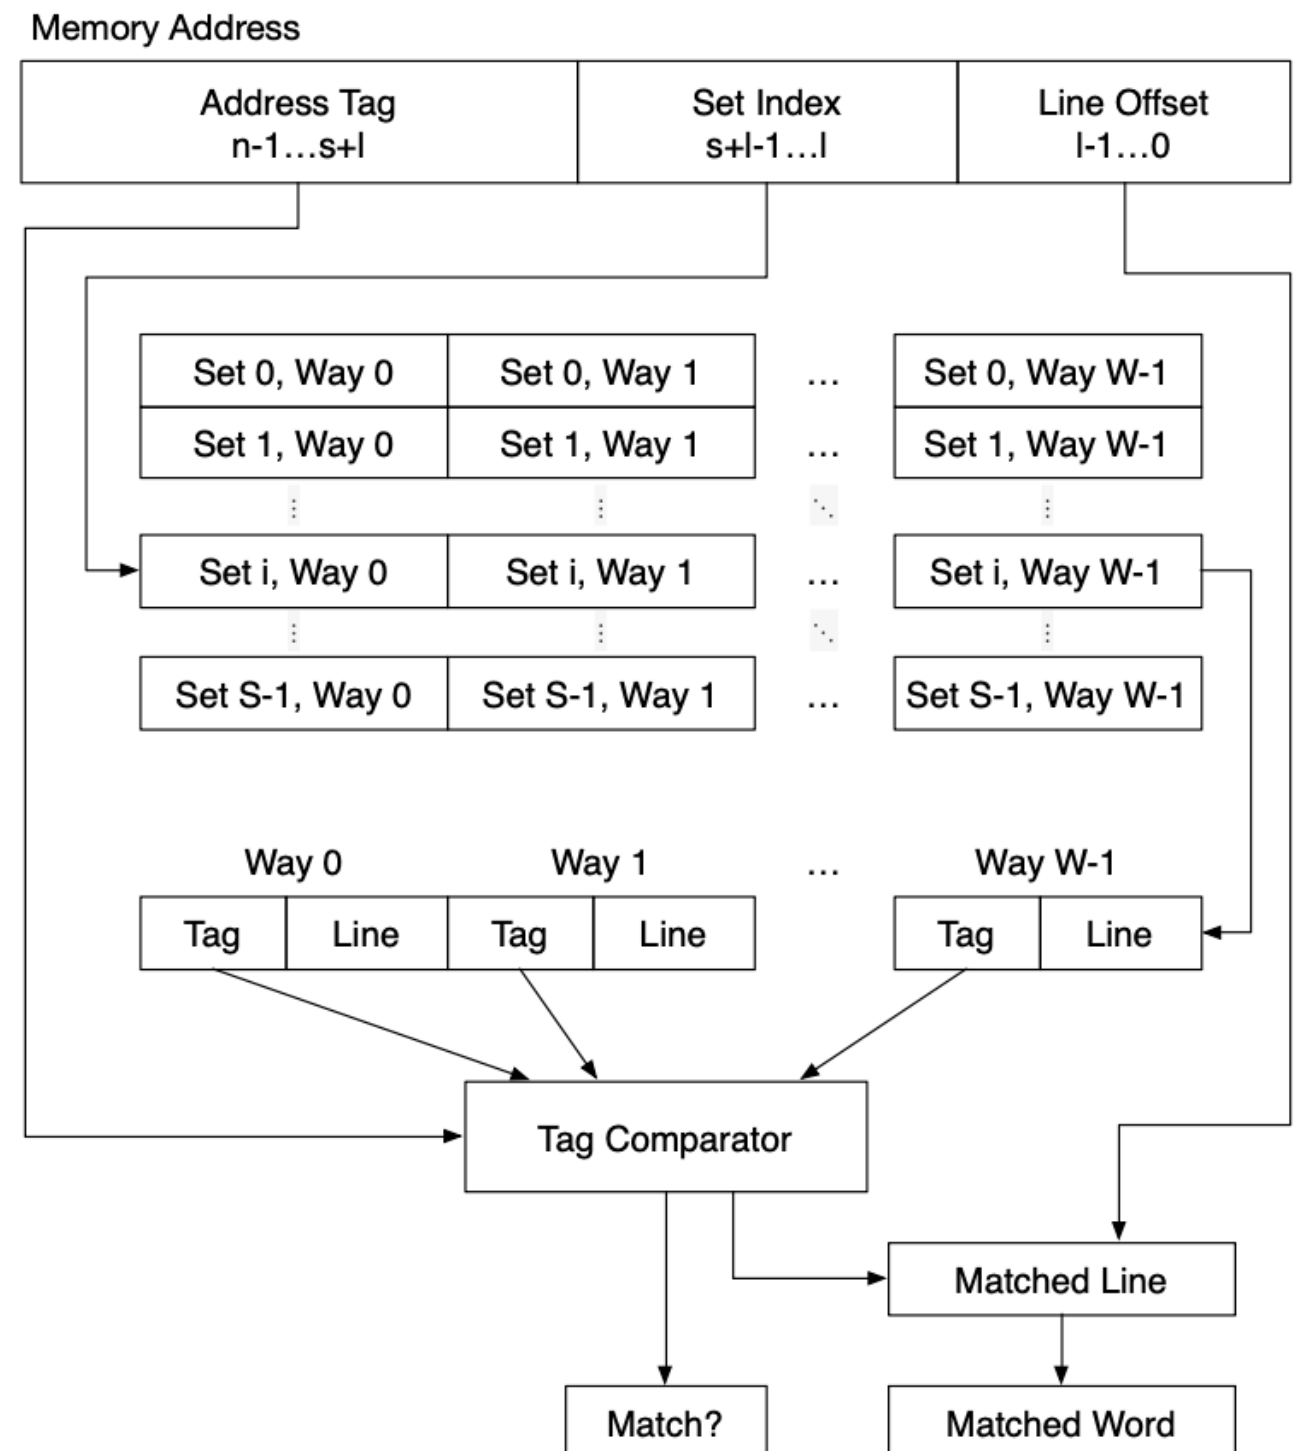 Memory Address
Address Tag
n-1...s+l
Set Index
s+l-1...l
Line Offset
l-1...0
Set 0, Way 0
Set 0, Way 1
...
Set 0, Way W-1
Set 1, Way 0
Set 1, Way 1
...
Set 1, Way W-1
Set i, Way 0
Set i, Way 1
...
Set i, Way W-1
Set S-1, Way 0
Set S-1, Way 1
...
Set S-1, Way W-1
Way 0
Way 1
...
Way W-1
Tag
Line
Tag
Line
Tag
Line
Tag Comparator
Matched Line
Match?
Matched Word